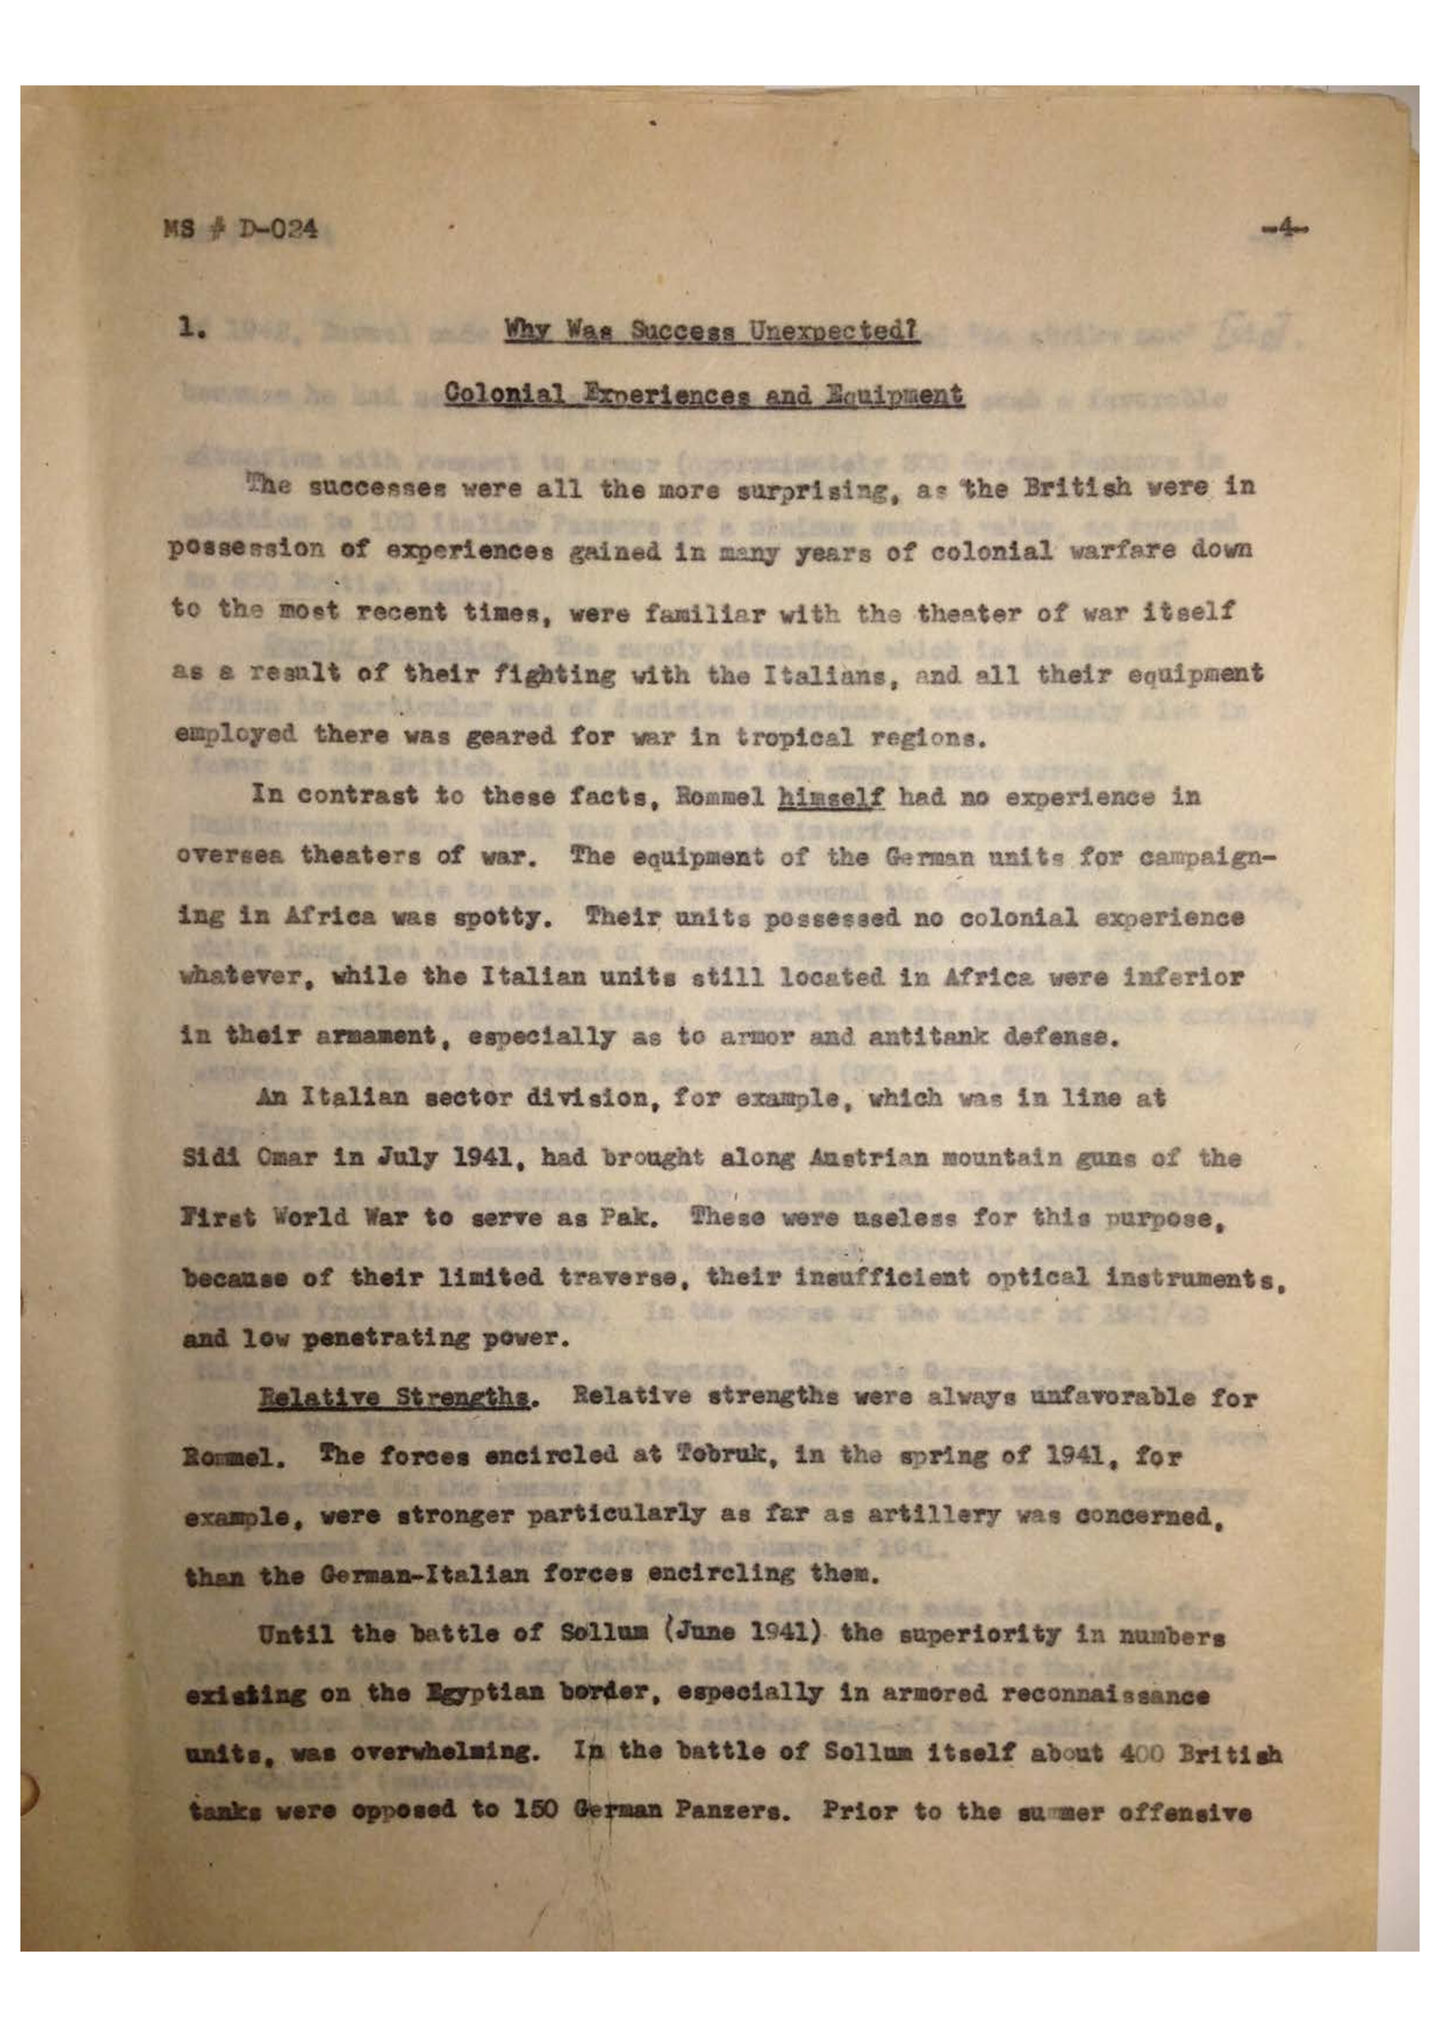 MS # D-024 -4-
1. Why Was Success Unexpected?
Colonial Experiences and Equipment
The successes were all the more surprising, as the British were in
possession of experiences gained in many years of colonial warfare down
to the most recent times, were familiar with the theater of war itself
as a result of their fighting with the Italians, and all their equipment
employed there was geared for war in tropical regions.
In contrast to these facts, Rommel himself had no experience in
oversea theaters of war. The equipment of the German units for campaign-
ing in Africa was spotty. Their units possessed no colonial experience
whatever, while the Italian units still located in Africa were inferior
in their armament, especially as to armor and antitank defense.
An Italian sector division, for example, which was in line at
Sidi Omar in July 1941, had brought along Austrian mountain guns of the
First World War to serve as Pak. These were useless for this purpose,
because of their limited traverse, their insufficient optical instruments,
and low penetrating power.
Relative Strengths. Relative strengths were always unfavorable for
Rommel. The forces encircled at Tobruk, in the spring of 1941, for
example, were stronger particularly as far as artillery was concerned,
than the German-Italian forces encircling them.
Until the battle of Sollum (June 1941) the superiority in numbers
existing on the Egyptian border, especially in armored reconnaissance
units, was overwhelming. In the battle of Sollum itself about 400 British
tanks were opposed to 150 German Panzers. Prior to the summer offensive